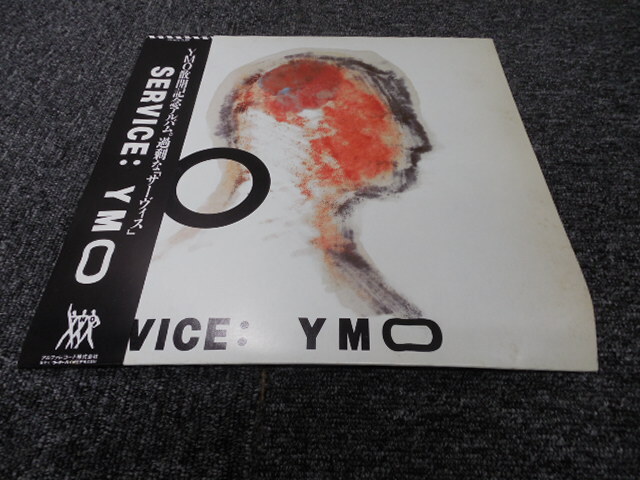 YMO散開記念アルバム。過剰な「サーヴィス」
SERVICE: YMO
VICE: YMO
アルファレコード株式会社